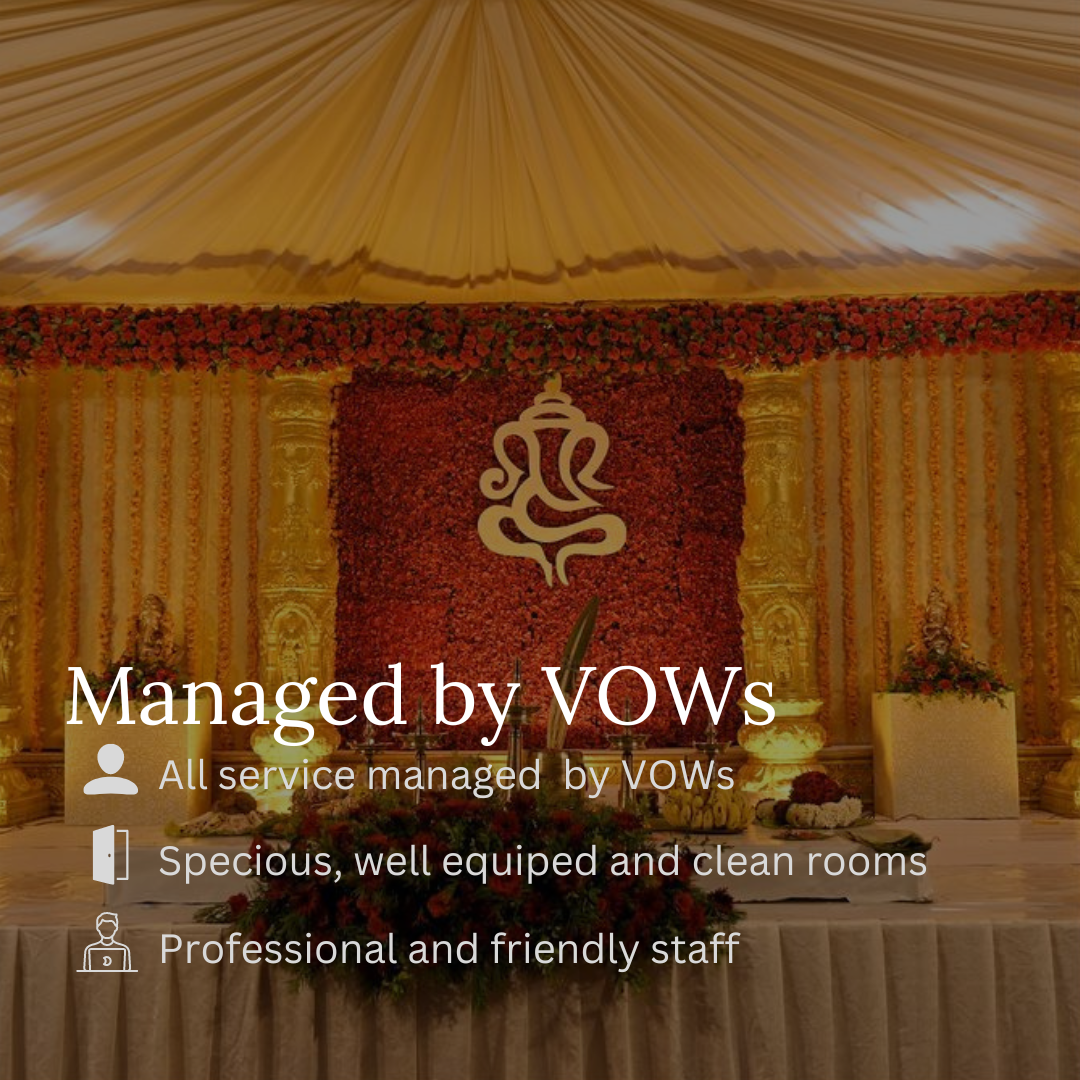 Managed by VOWs
All service managed  by VOWs
Specious, well equiped and clean rooms
Professional and friendly staff